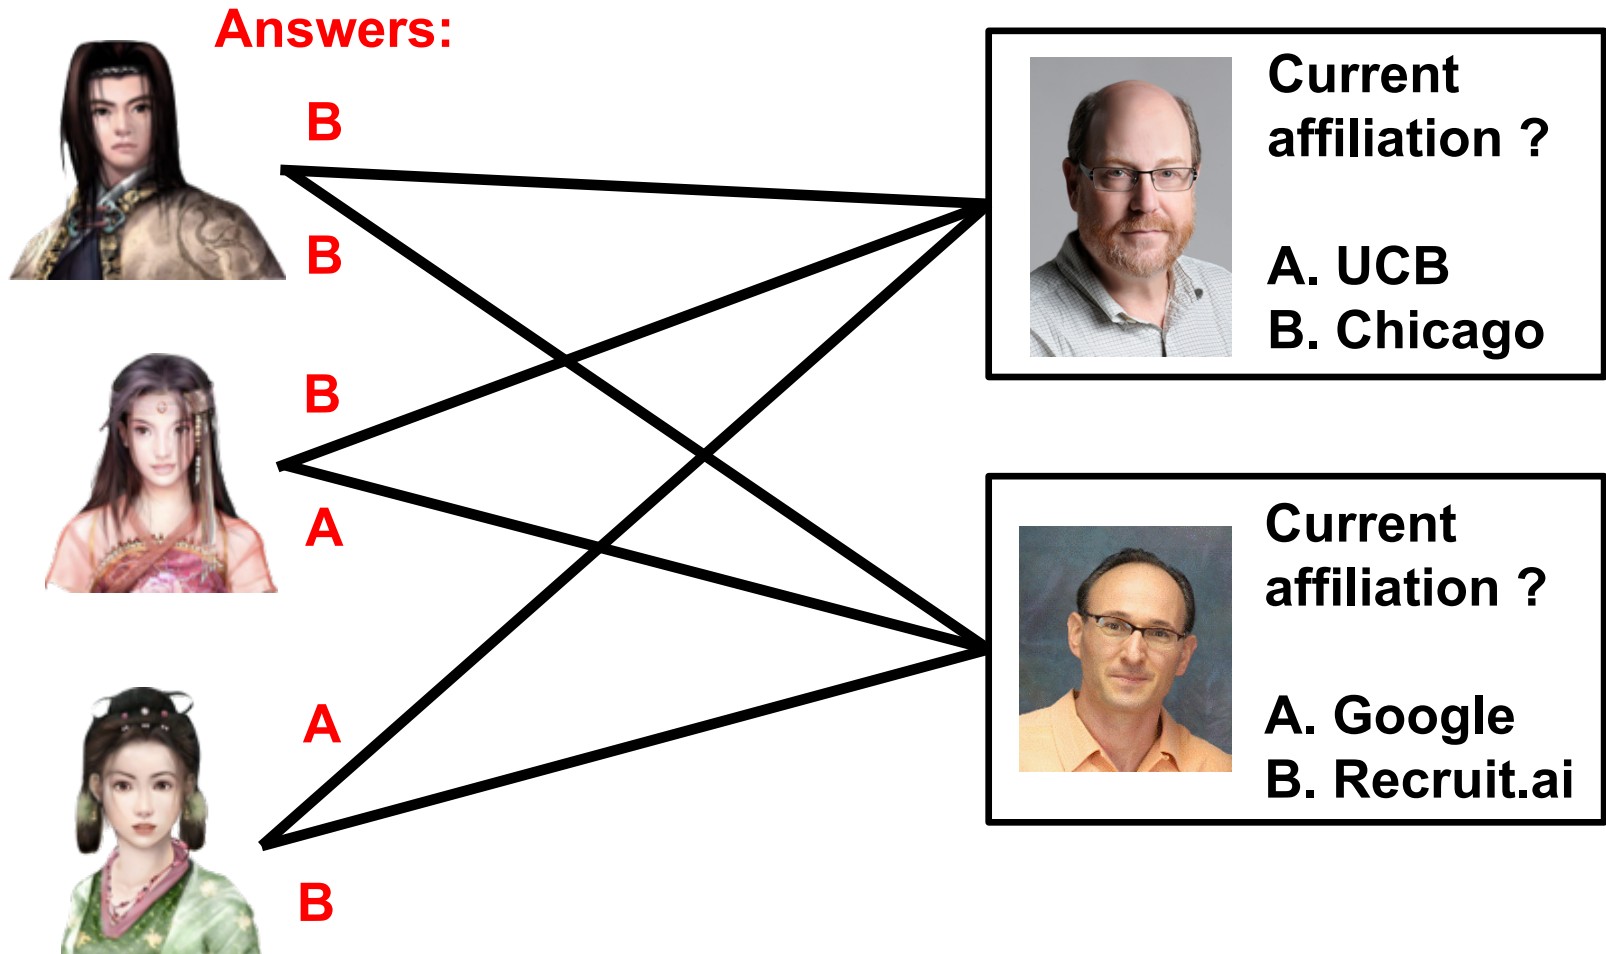 Answers:
B
B
B
A
A
B
Current
affiliation ?
A. UCB
B. Chicago
Current
affiliation ?
A. Google
B. Recruit.ai